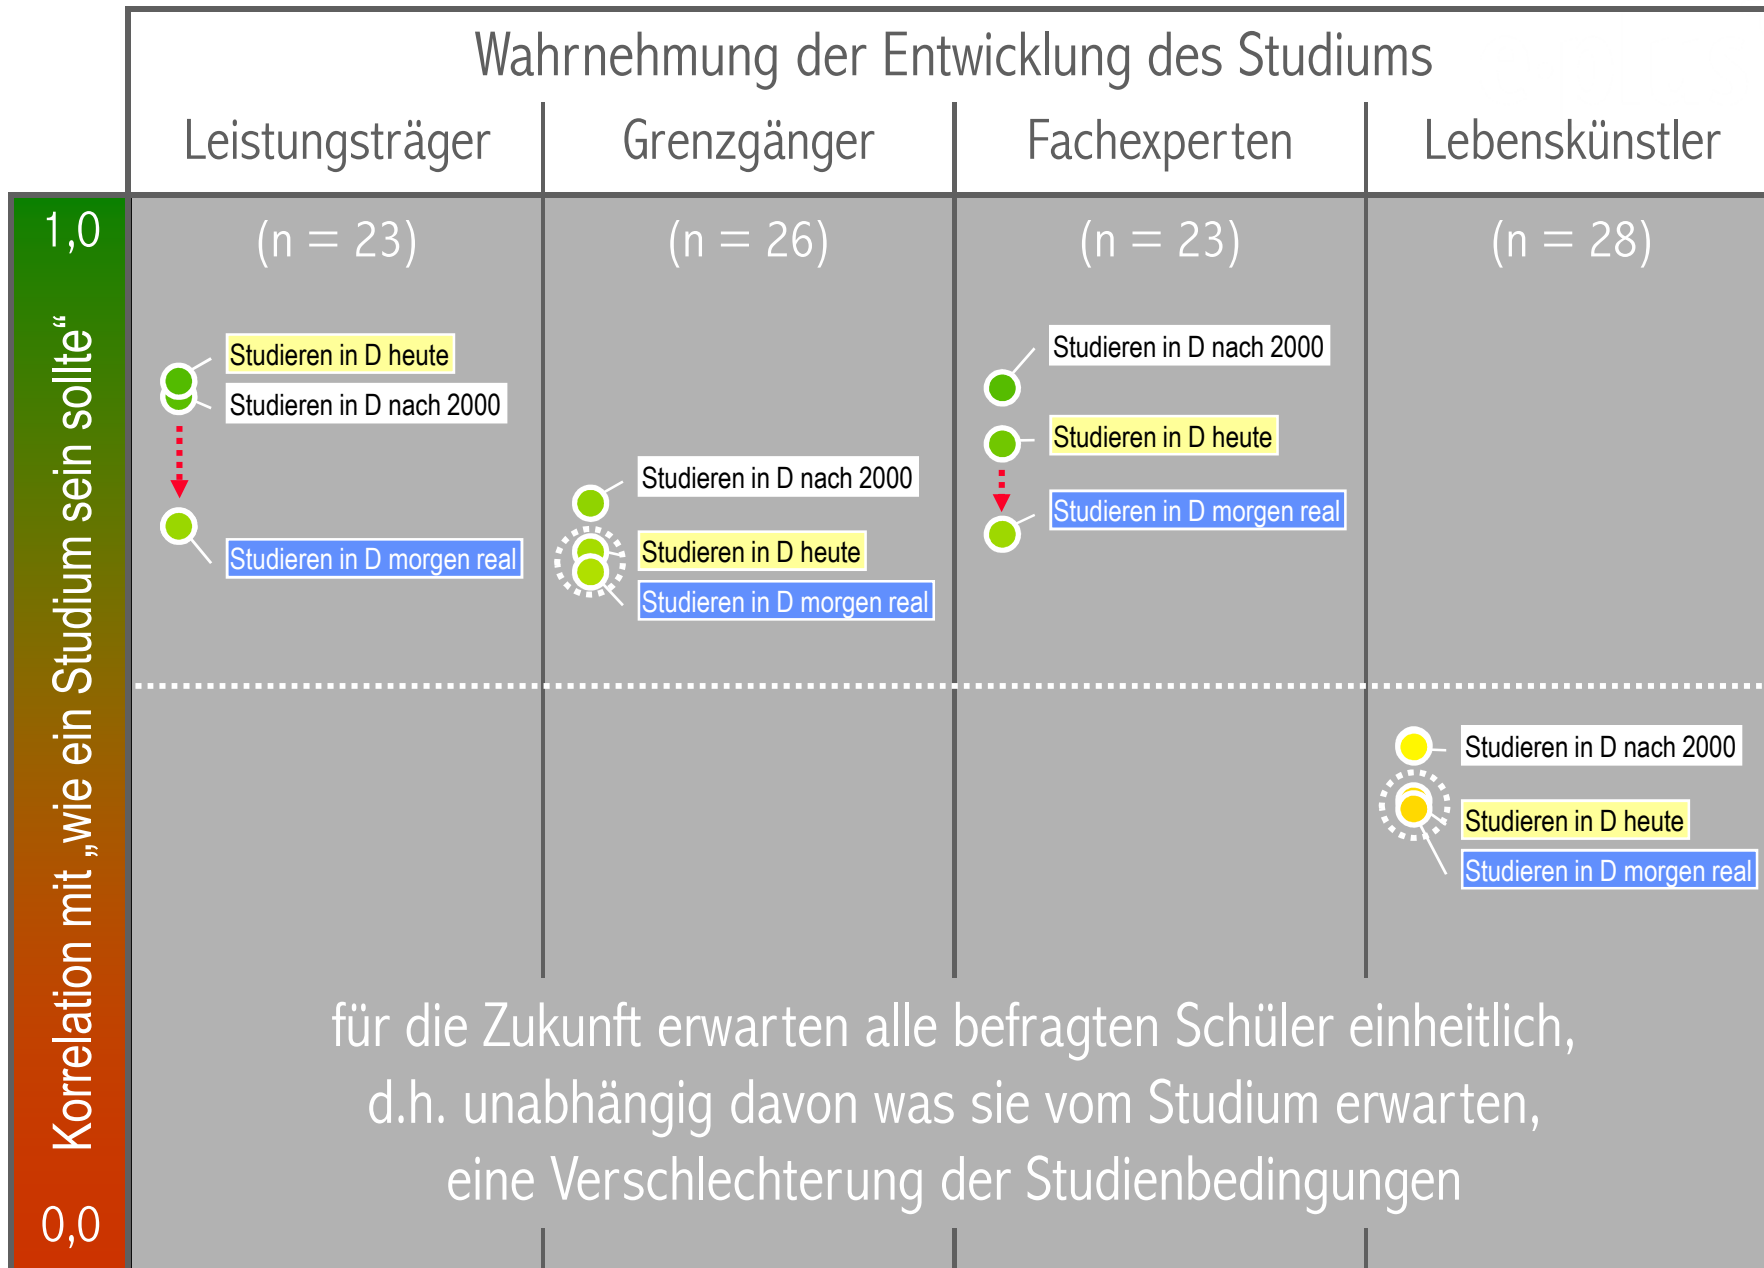 Wahrnehmung der Entwicklung des Studiums
Leistungsträger
Grenzgänger
Fachexperten
Lebenskünstler
1,0
Korrelation mit „wie ein Studium sein sollte“
0,0
(n = 23)
(n = 26)
(n = 23)
(n = 28)
Studieren in D heute
Studieren in D nach 2000
Studieren in D morgen real
Studieren in D nach 2000
Studieren in D heute
Studieren in D morgen real
Studieren in D nach 2000
Studieren in D heute
Studieren in D morgen real
Studieren in D nach 2000
Studieren in D heute
Studieren in D morgen real
für die Zukunft erwarten alle befragten Schüler einheitlich,
d.h. unabhängig davon was sie vom Studium erwarten,
eine Verschlechterung der Studienbedingungen